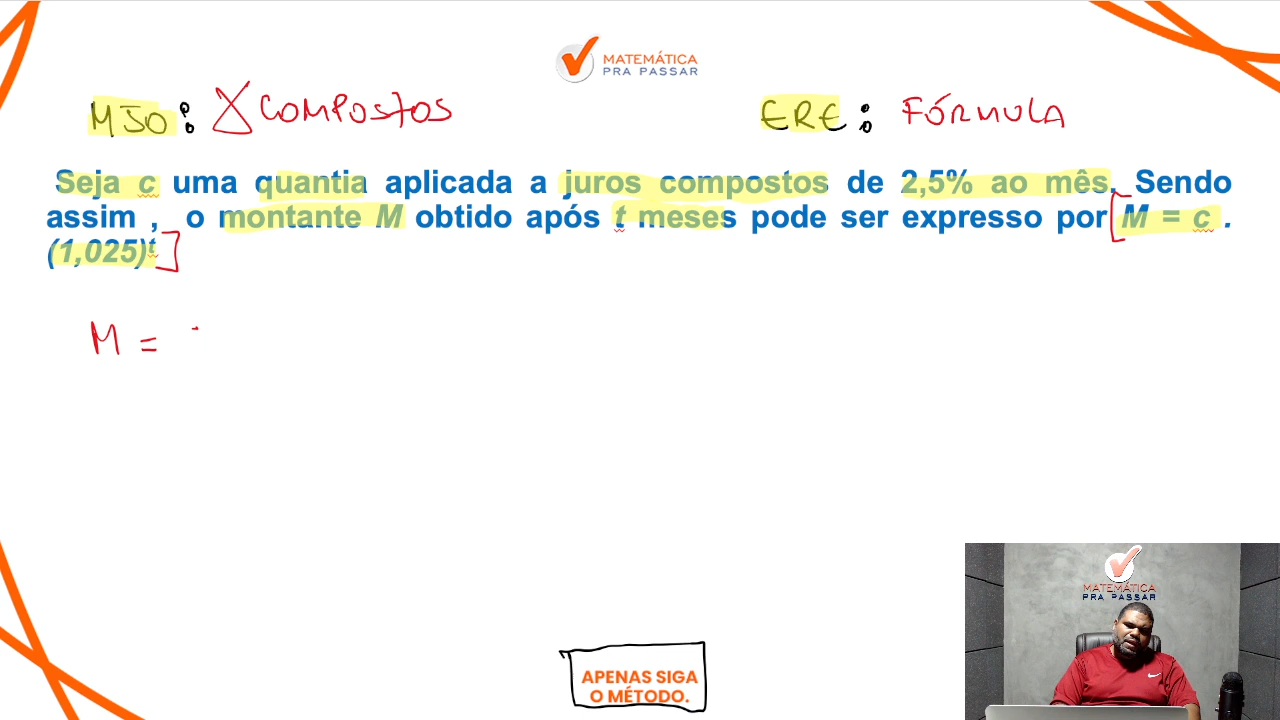 MATEMÁTICA
PRA PASSAR
MJO: COMPOSTOS
ERE: FÓRMULA
Seja c uma quantia aplicada a juros compostos de 2,5% ao mês. Sendo
assim , o montante M obtido após t meses pode ser expresso por M = c .
(1,025)t
M =
MATEMÁTICA
PRA PASSAR
APENAS SIGA
O MÉTODO.